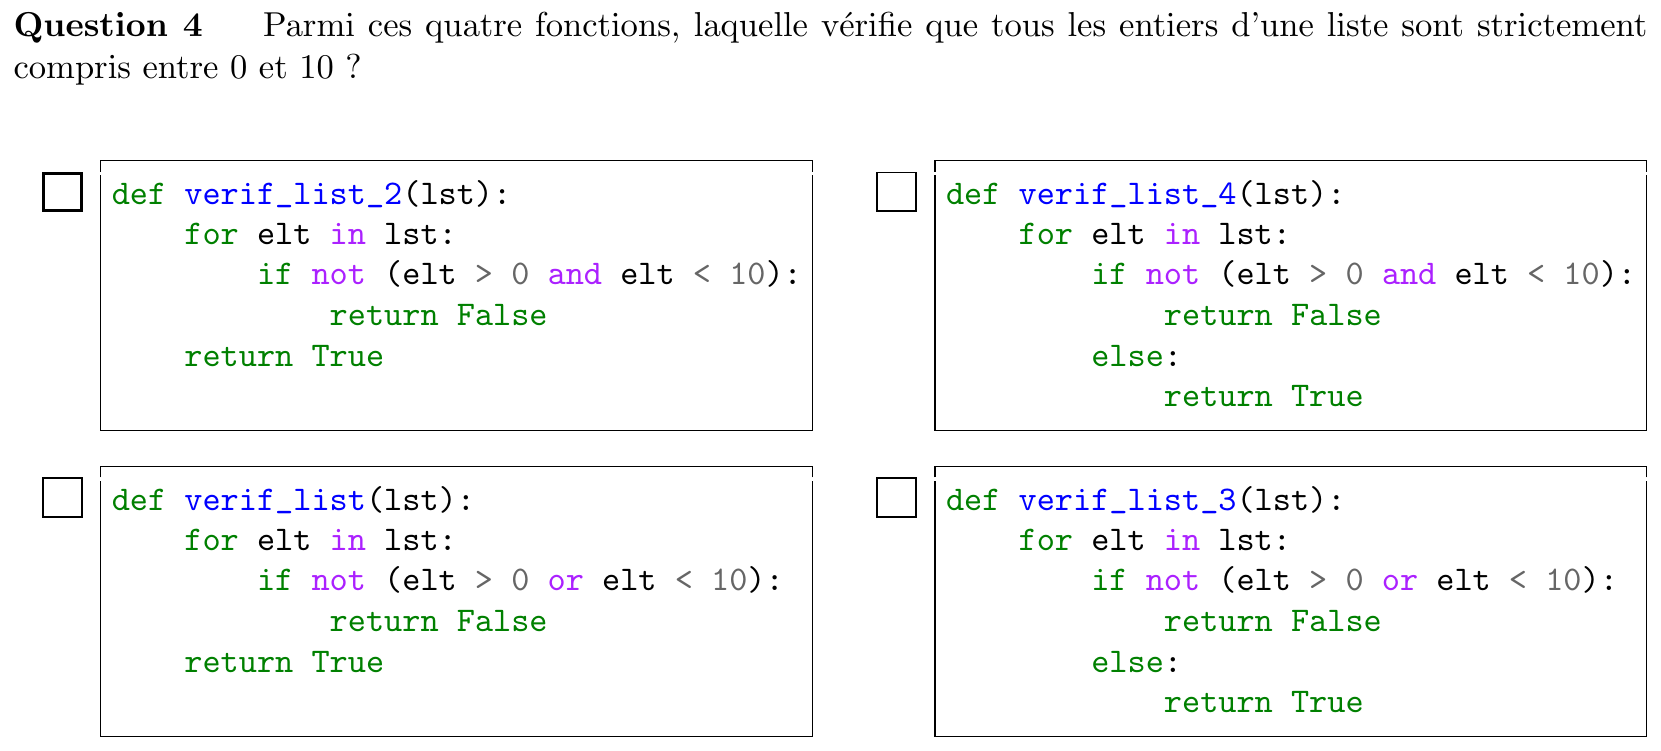 Question 4 Parmi ces quatre fonctions, laquelle vérifie que tous les entiers d'une liste sont strictement
compris entre 0 et 10 ?
def verif_list_2(lst):
    for elt in lst:
        if not (elt > 0 and elt < 10):
            return False
    return True
def verif_list_4(lst):
    for elt in lst:
        if not (elt > 0 and elt < 10):
            return False
        else:
            return True
def verif_list(lst):
    for elt in lst:
        if not (elt > 0 or elt < 10):
            return False
    return True
def verif_list_3(lst):
    for elt in lst:
        if not (elt > 0 or elt < 10):
            return False
        else:
            return True